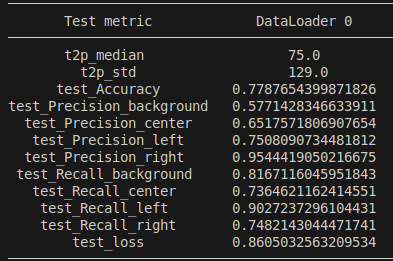 Test metric DataLoader 0
t2p_median 75.0
t2p_std 129.0
test_Accuracy 0.7787654399871826
test_Precision_background 0.5771428346633911
test_Precision_center 0.6517571806907654
test_Precision_left 0.7508090734481812
test_Precision_right 0.9544419050216675
test_Recall_background 0.8167116045951843
test_Recall_center 0.7364621162414551
test_Recall_left 0.9027237296104431
test_Recall_right 0.7482143044471741
test_loss 0.8605032563209534